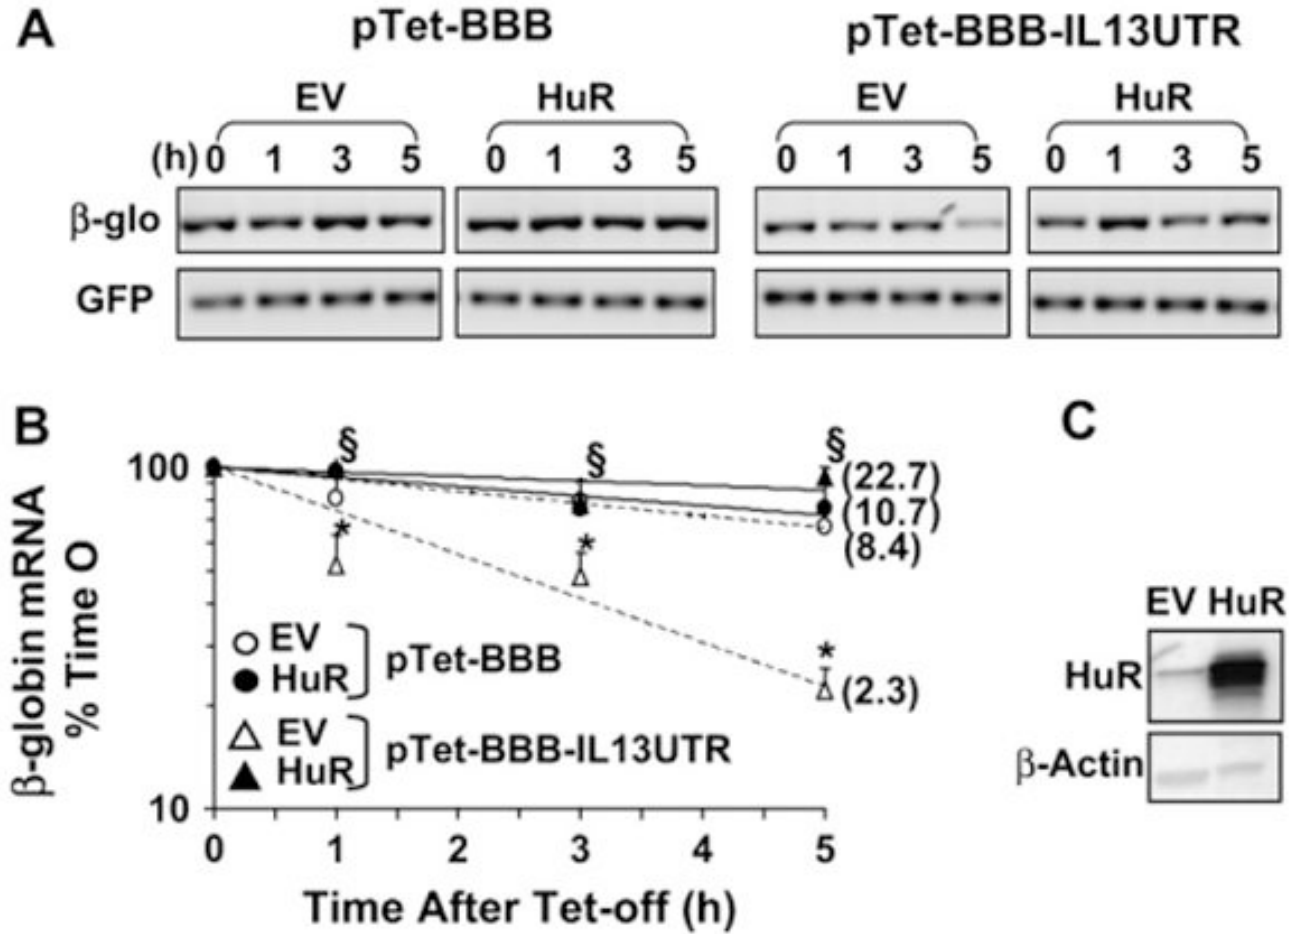 A
pTet-BBB
pTet-BBB-IL13UTR
EV
HuR
EV
HuR
(h) 0 1 3 5
0 1 3 5
0 1 3 5
0 1 3 5
β-glo
GFP
B
β-globin mRNA
% Time O
100
10
§
§
§
*
*
*
(22.7)
(10.7)
(8.4)
(2.3)
EV
HuR
pTet-BBB
EV
HuR
pTet-BBB-IL13UTR
0 1 2 3 4 5
Time After Tet-off (h)
C
EV HuR
HuR
β-Actin